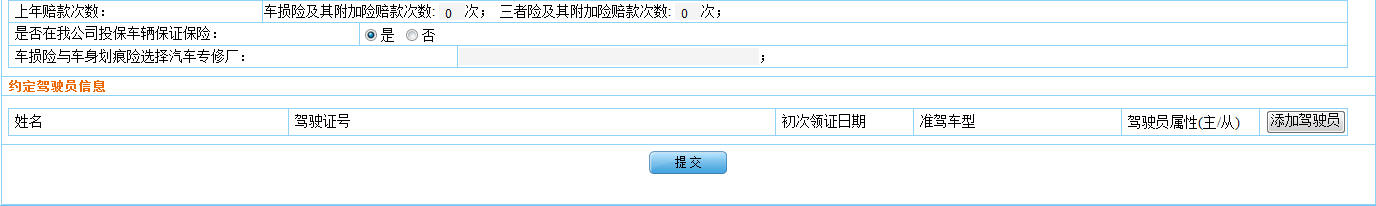 上年赔款次数： 车损险及其附加险赔款次数: 0 次； 三者险及其附加险赔款次数: 0 次；
是否在我公司投保车辆保证保险： 是 否
车损险与车身划痕险选择汽车专修厂： ；
约定驾驶员信息
姓名 驾驶证号 初次领证日期 准驾车型 驾驶员属性(主/从) 添加驾驶员
提交